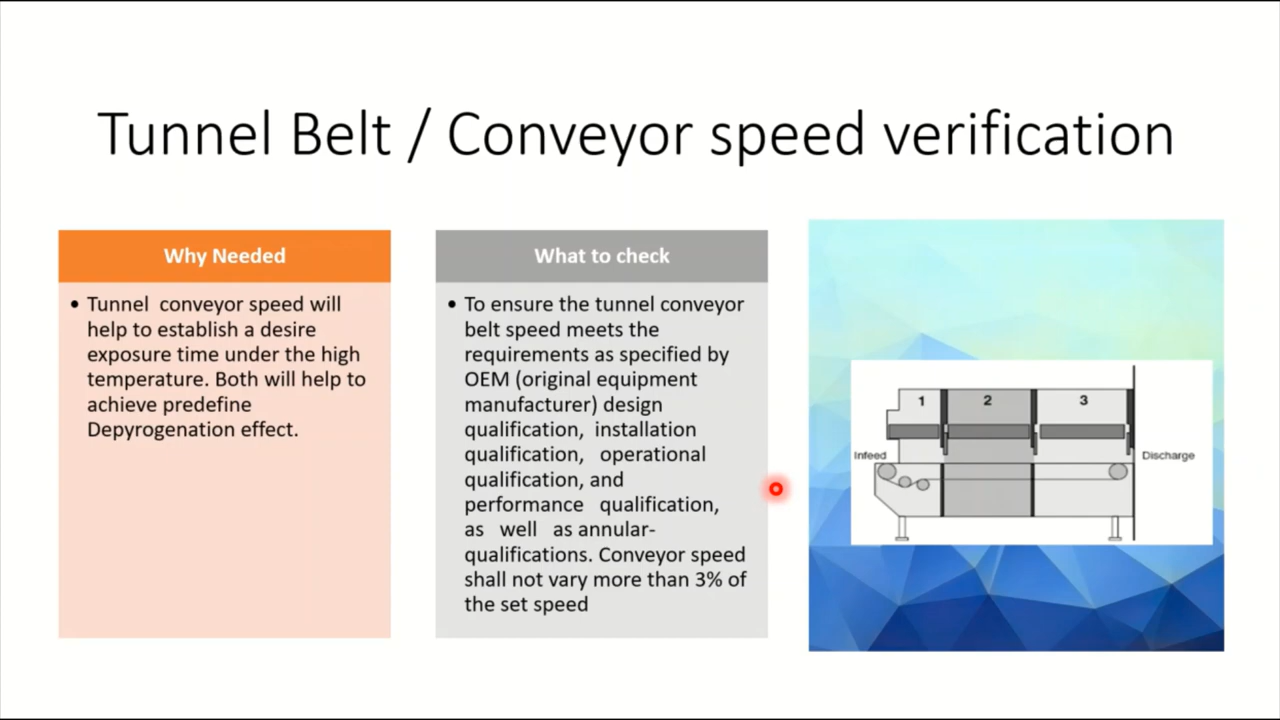 Tunnel Belt / Conveyor speed verification
Why Needed
• Tunnel conveyor speed will
help to establish a desire
exposure time under the high
temperature. Both will help to
achieve predefine
Depyrogenation effect.
What to check
• To ensure the tunnel conveyor
belt speed meets the
requirements as specified by
OEM (original equipment
manufacturer) design
qualification, installation
qualification, operational
qualification, and
performance qualification,
as well as annular-
qualifications. Conveyor speed
shall not vary more than 3% of
the set speed
1 2 3
Infeed
Discharge